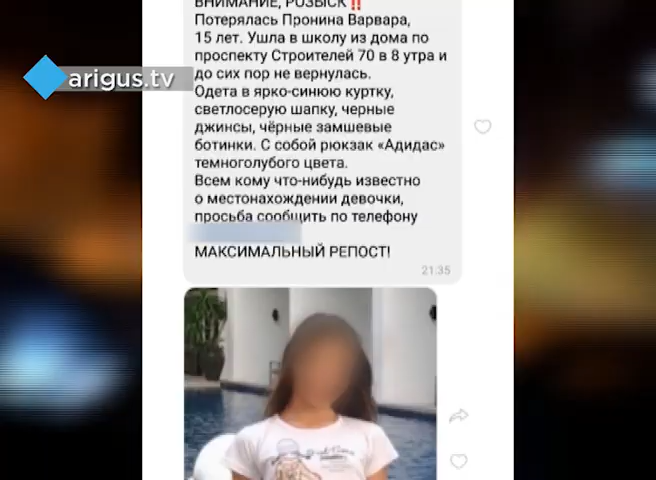 ВНИМАНИЕ, РОЗЫСК‼
Потерялась Пронина Варвара,
15 лет. Ушла в школу из дома по
проспекту Строителей 70 в 8 утра и
до сих пор не вернулась.
Одета в ярко-синюю куртку,
светлосерую шапку, черные
джинсы, чёрные замшевые
ботинки. С собой рюкзак «Адидас»
темноголубого цвета.
Всем кому что-нибудь известно
о местонахождении девочки,
просьба сообщить по телефону
МАКСИМАЛЬНЫЙ РЕПОСТ!
21:35
arigus.tv